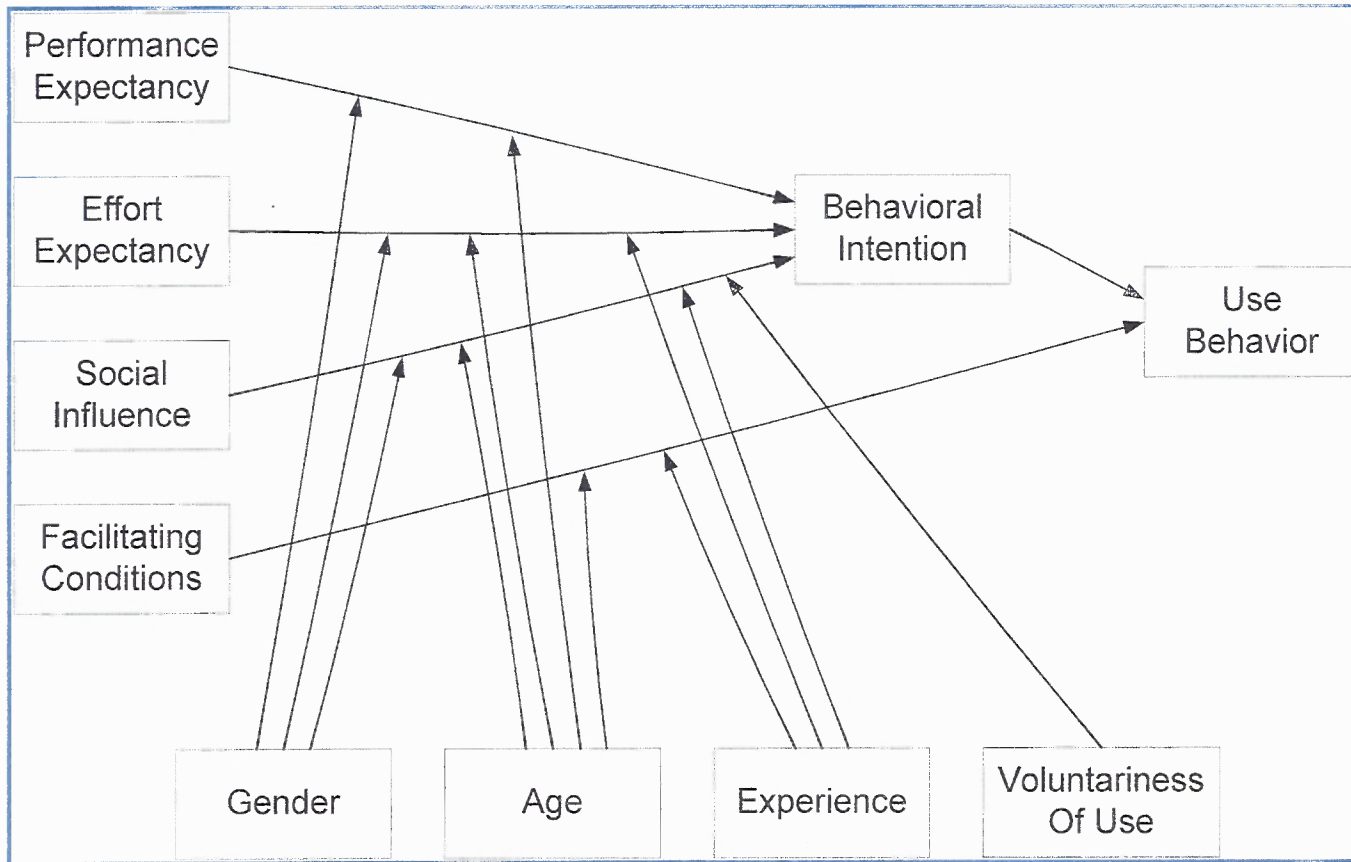 Performance
Expectancy
Effort
Expectancy
Social
Influence
Facilitating
Conditions
Behavioral
Intention
Use
Behavior
Gender
Age
Experience
Voluntariness
Of Use